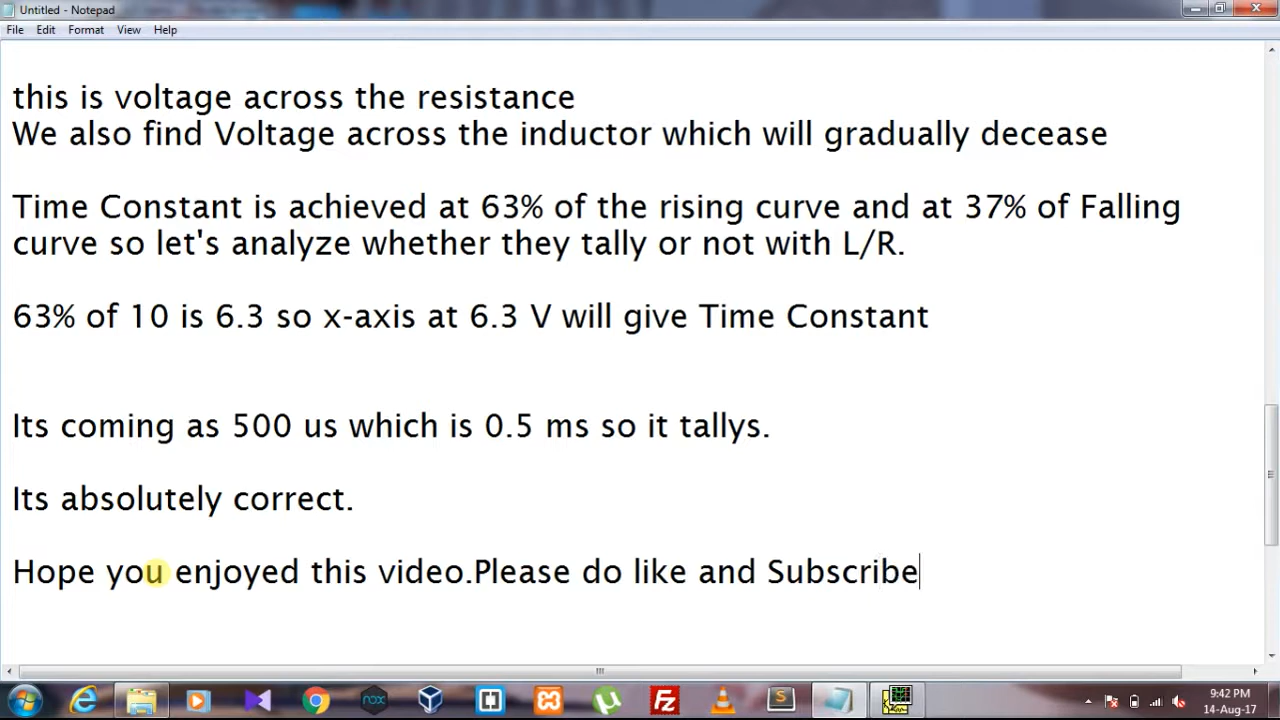 Untitled - Notepad
File Edit Format View Help
this is voltage across the resistance
We also find Voltage across the inductor which will gradually decease
Time Constant is achieved at 63% of the rising curve and at 37% of Falling
curve so let's analyze whether they tally or not with L/R.
63% of 10 is 6.3 so x-axis at 6.3 V will give Time Constant
Its coming as 500 us which is 0.5 ms so it tallys.
Its absolutely correct.
Hope you enjoyed this video.Please do like and Subscribe
nox
Fz
S
9:42 PM
14-Aug-17